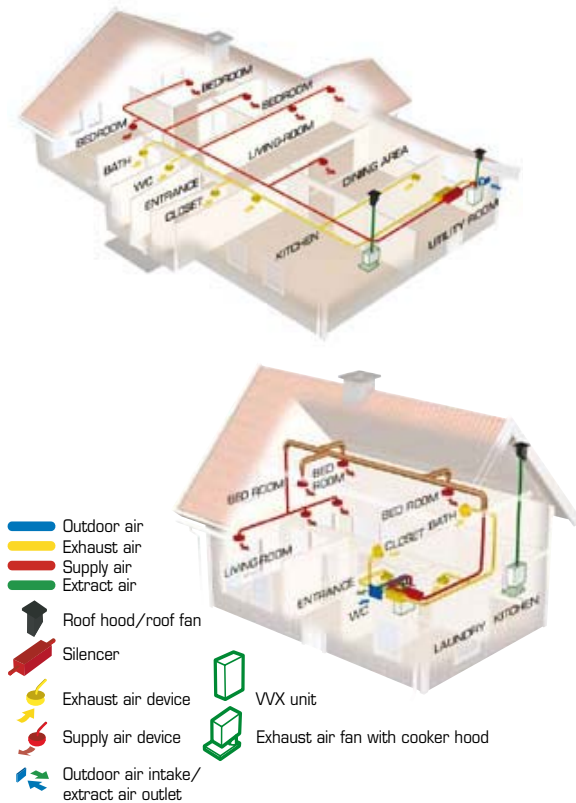 BEDROOM
BEDROOM
BEDROOM
LIVING-ROOM
BATH
WC
DINING AREA
ENTRANCE
CLOSET
KITCHEN
UTILITY ROOM
BED ROOM
BED
ROOM
BED ROOM
BATH
CLOSET
LIVING-ROOM
ENTRANCE
WC
KITCHEN
LAUNDRY
Outdoor air
Exhaust air
Supply air
Extract air
Roof hood/roof fan
Silencer
Exhaust air device
VVX unit
Supply air device
Exhaust air fan with cooker hood
Outdoor air intake/
extract air outlet